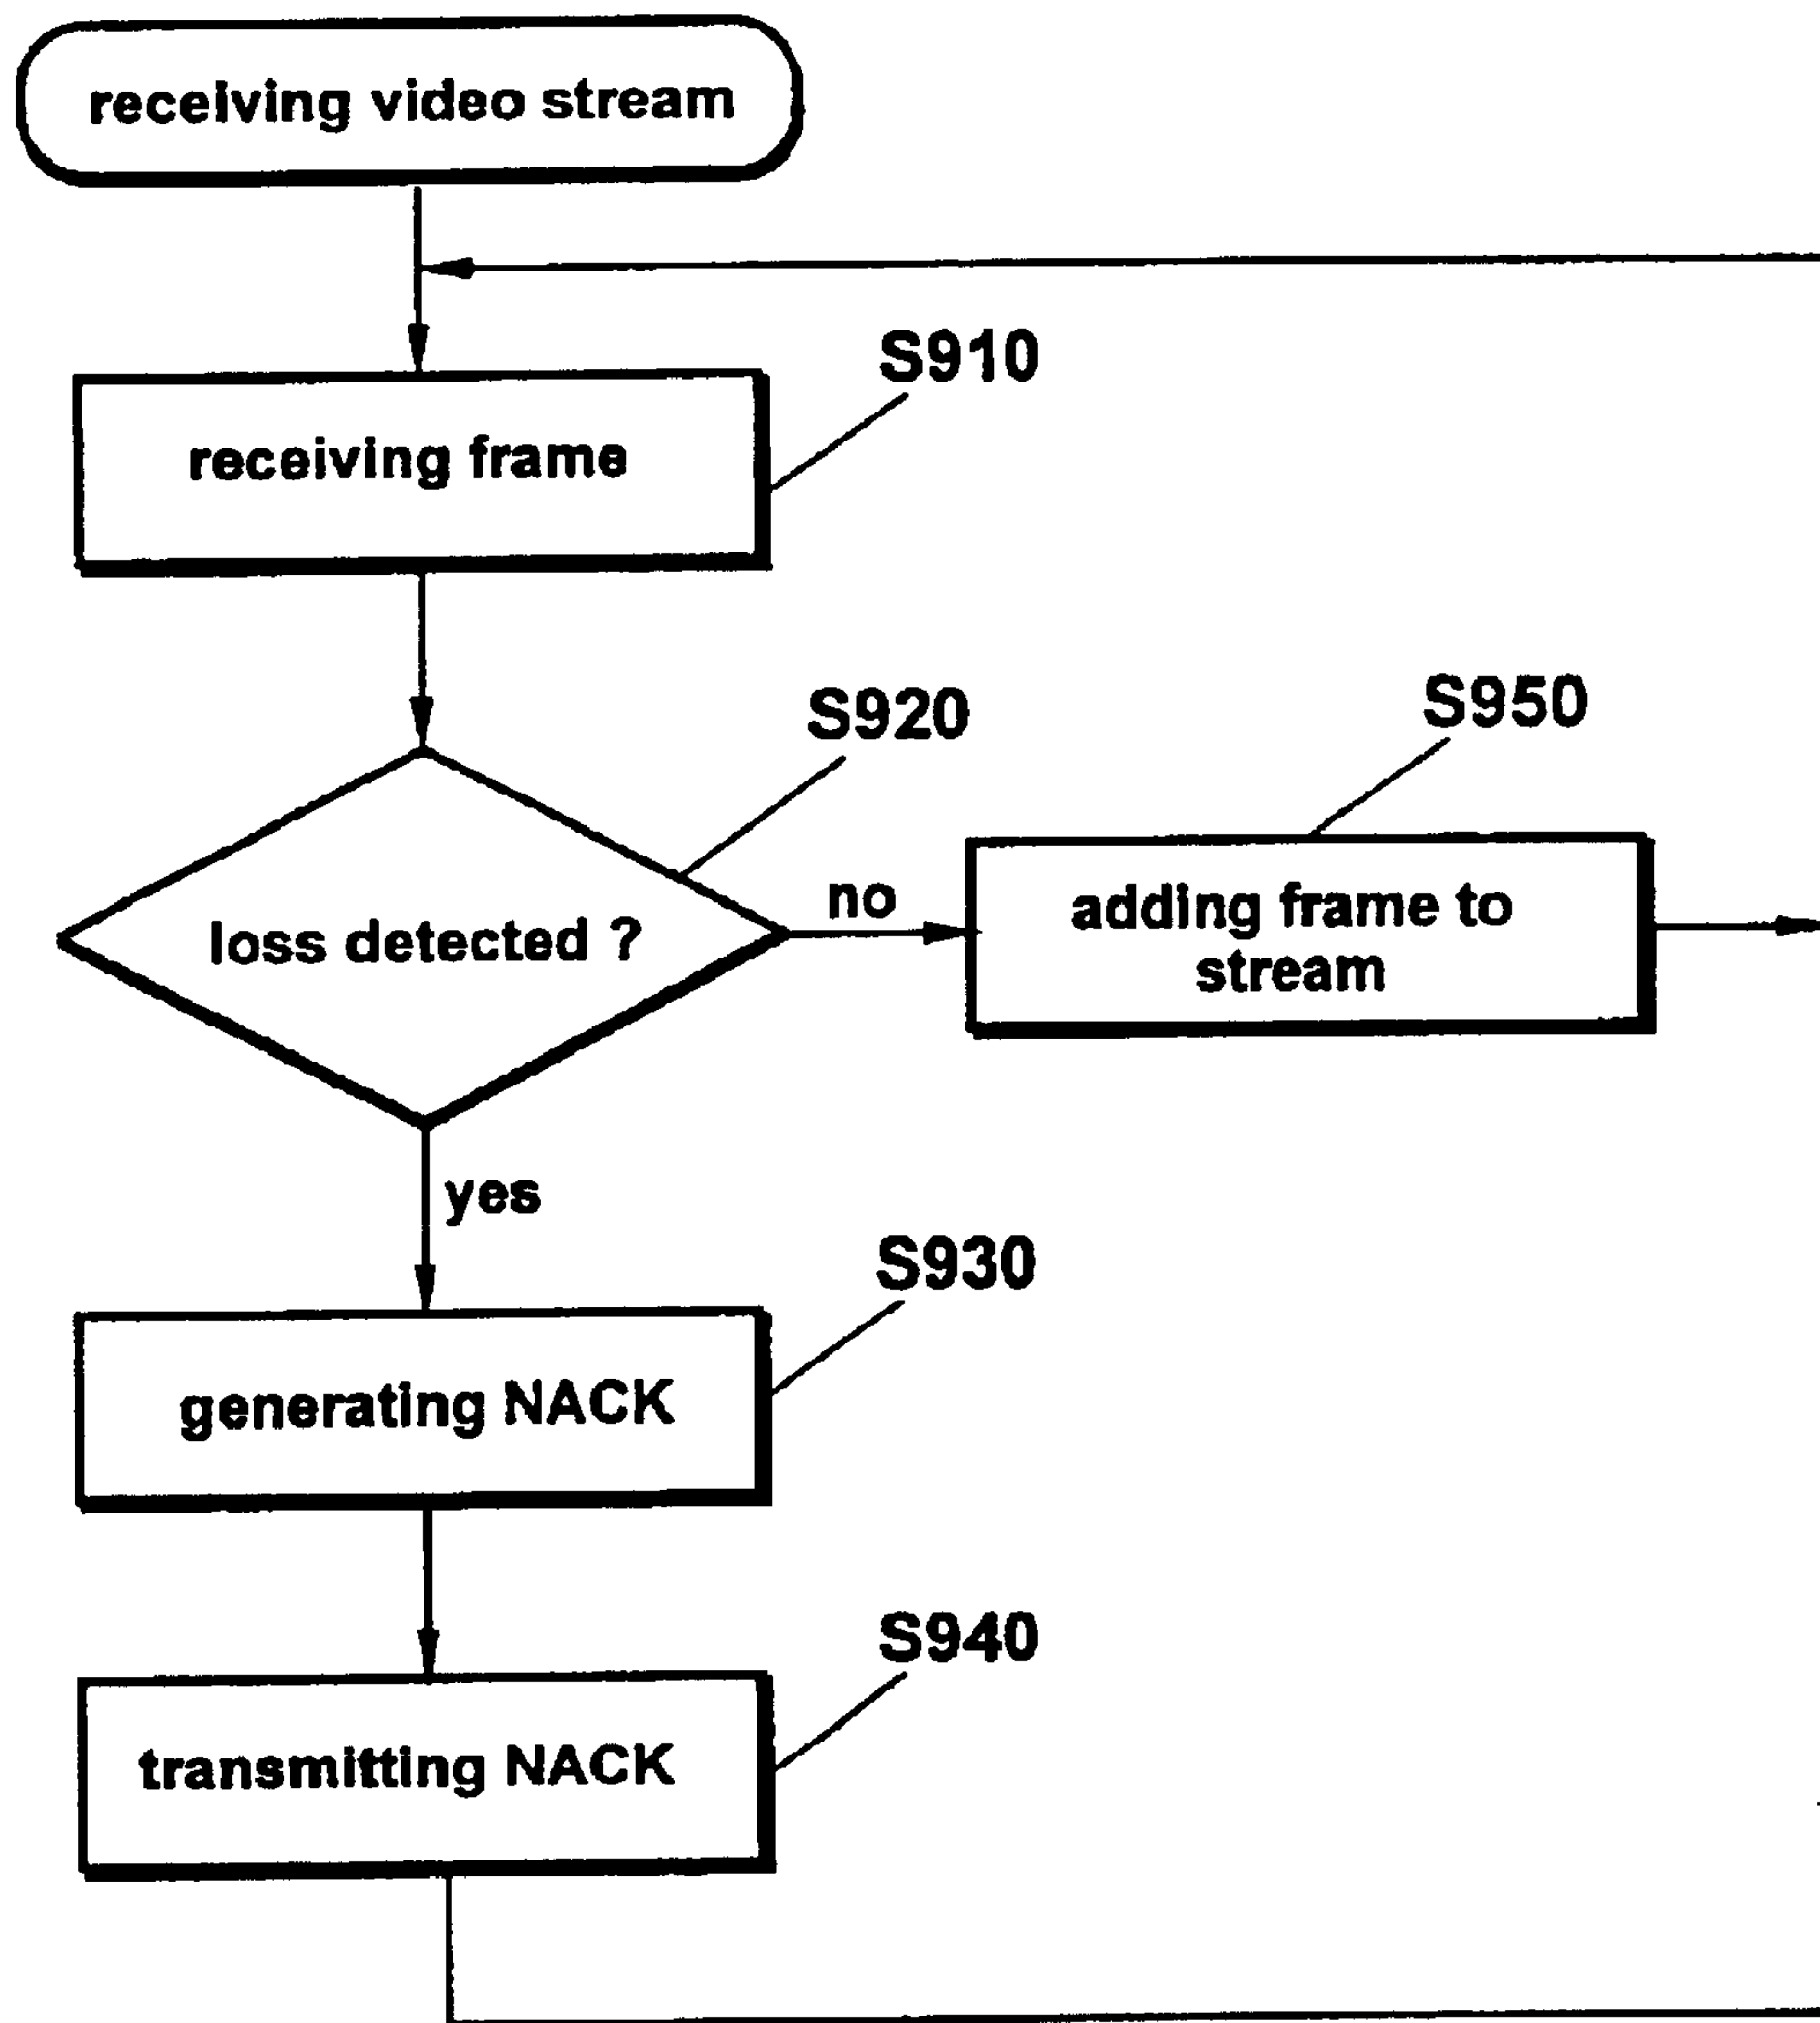 receiving video stream
S910
receiving frame
S920
S950
loss detected ?
no
adding frame to
stream
yes
S930
generating NACK
S940
transmitting NACK